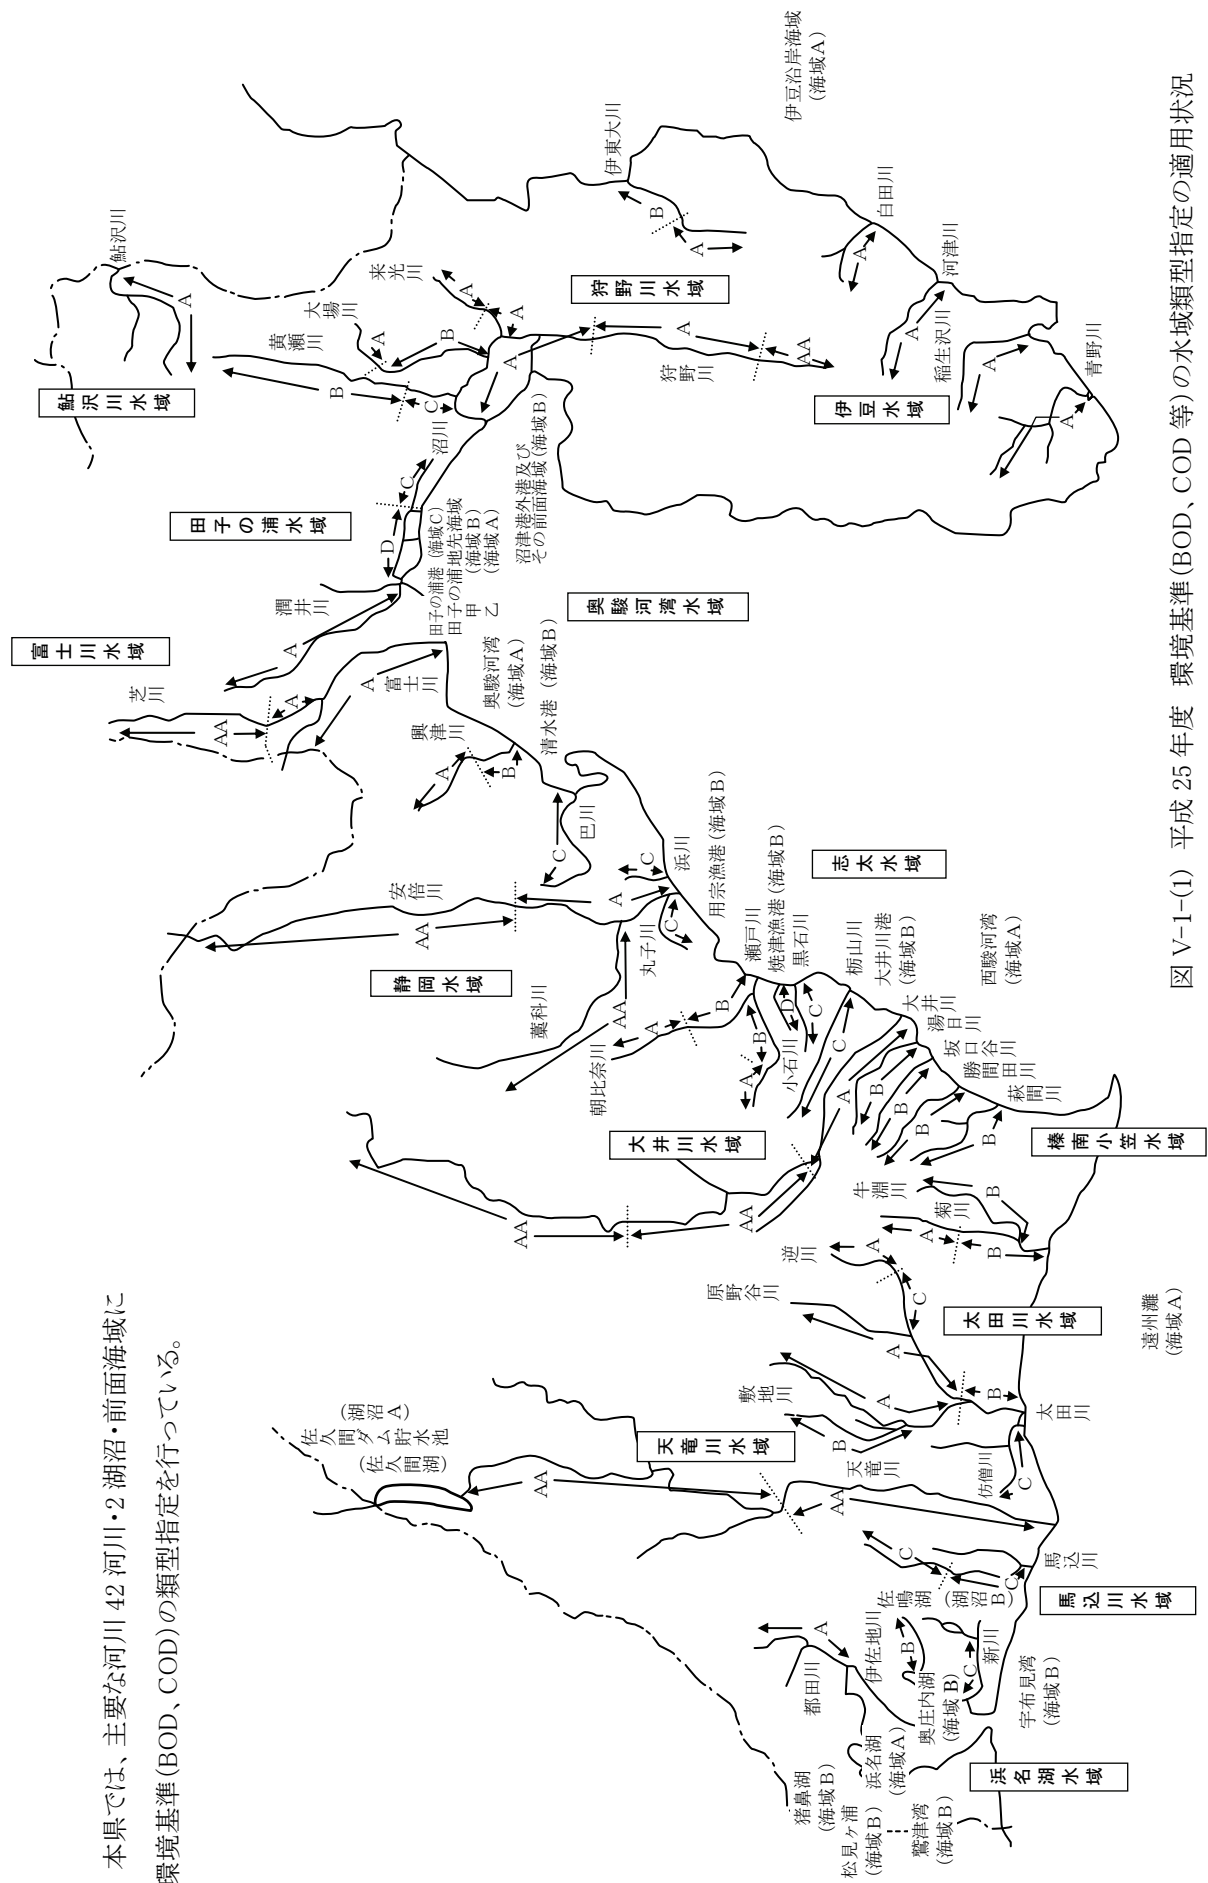 本県では、主要な河川42河川・2湖沼・前面海域に
環境基準(BOD、COD)の類型指定を行っている。
佐久間ダム貯水池
(湖沼A)
(佐久間湖)
AA
天竜川水域
天竜川
AA
都田川
A
伊佐地川
B
佐鳴湖
(湖沼B)
新川
C
奥庄内湖
(海域B)
浜名湖
(海域A)
猪鼻湖
(海域B)
松見ヶ浦
(海域B)
鷲津湾
(海域B)
宇布見湾
(海域B)
浜名湖水域
馬込川
C
C
馬込川水域
敷地川
A
B
仿僧川
C
太田川
B
原野谷川
A
逆川
A
C
太田川水域
遠州灘
(海域A)
牛淵川
B
菊川
A
B
榛南小笠水域
萩間川
B
勝間田川
B
坂口谷川
B
湯日川
B
大井川
A
AA
AA
大井川水域
西駿河湾
(海域A)
大井川港
(海域B)
栃山川
C
黒石川
C
小石川
D
焼津漁港(海域B)
瀬戸川
A
B
朝比奈川
A
B
志太水域
用宗漁港(海域B)
藁科川
AA
安倍川
AA
A
丸子川
C
浜川
C
静岡水域
巴川
C
清水港(海域B)
興津川
A
B
奥駿河湾
(海域A)
芝川
AA
A
富士川
A
富士川水域
潤井川
A
田子の浦港(海域C)
田子の浦地先海域
甲 (海域B)
乙 (海域A)
沼川
D
C
田子の浦水域
奥駿河湾水域
沼津港外港及び
その前面海域(海域B)
黄瀬川
B
C
大場川
A
B
来光川
A
A
狩野川
A
A
AA
狩野川水域
鮎沢川
A
鮎沢川水域
伊東大川
A
B
伊豆沿岸海域
(海域A)
白田川
A
河津川
A
稲生沢川
A
青野川
A
伊豆水域
図V-1-(1) 平成25年度 環境基準(BOD、COD等)の水域類型指定の適用状況